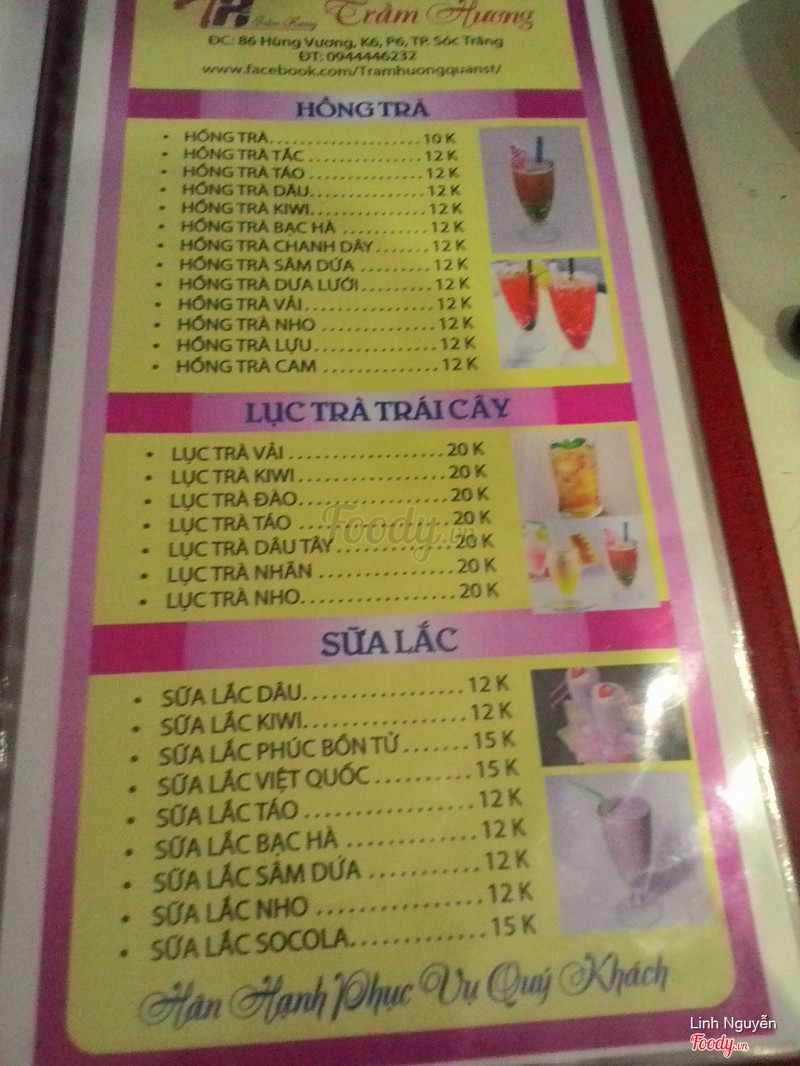 TH Trầm Hương Trầm Hương
ĐC: 86 Hùng Vương, K6, P6, TP. Sóc Trăng
ĐT: 0944446232
www.facebook.com/Tramhuongquanst/
HỒNG TRÀ
• HỒNG TRÀ..................... 10 K
• HỒNG TRÀ TẮC ................ 12 K
• HỒNG TRÀ TÁO ................ 12 K
• HỒNG TRÀ DÂU................ 12 K
• HỒNG TRÀ KIWI................ 12 K
• HỒNG TRÀ BẠC HÀ ............ 12 K
• HỒNG TRÀ CHANH DÂY....... 12 K
• HỒNG TRÀ SÂM DỨA .......... 12 K
• HỒNG TRÀ DƯA LƯỚI.......... 12 K
• HỒNG TRÀ VẢI................. 12 K
• HỒNG TRÀ NHO ............... 12 K
• HỒNG TRÀ LỰU................ 12 K
• HỒNG TRÀ CAM ............... 12 K
LỤC TRÀ TRÁI CÂY
• LỤC TRÀ VẢI ................... 20 K
• LỤC TRÀ KIWI.................. 20 K
• LỤC TRÀ ĐÀO.................. 20 K
• LỤC TRÀ TÁO .................. 20 K
• LỤC TRÀ DÂU TÂY.............. 20 K
• LỤC TRÀ NHÃN ................ 20 K
• LỤC TRÀ NHO.................. 20 K
Foody.vn
SỮA LẮC
• SỮA LẮC DÂU.................. 12 K
• SỮA LẮC KIWI.................. 12 K
• SỮA LẮC PHÚC BỒN TỬ....... 15 K
• SỮA LẮC VIỆT QUỐC .......... 15 K
• SỮA LẮC TÁO .................. 12 K
• SỮA LẮC BẠC HÀ .............. 12 K
• SỮA LẮC SÂM DỨA ............ 12 K
• SỮA LẮC NHO ................. 12 K
• SỮA LẮC SOCOLA.............. 15 K
Hân Hạnh Phục Vụ Quý Khách
Linh Nguyễn
Foody.vn